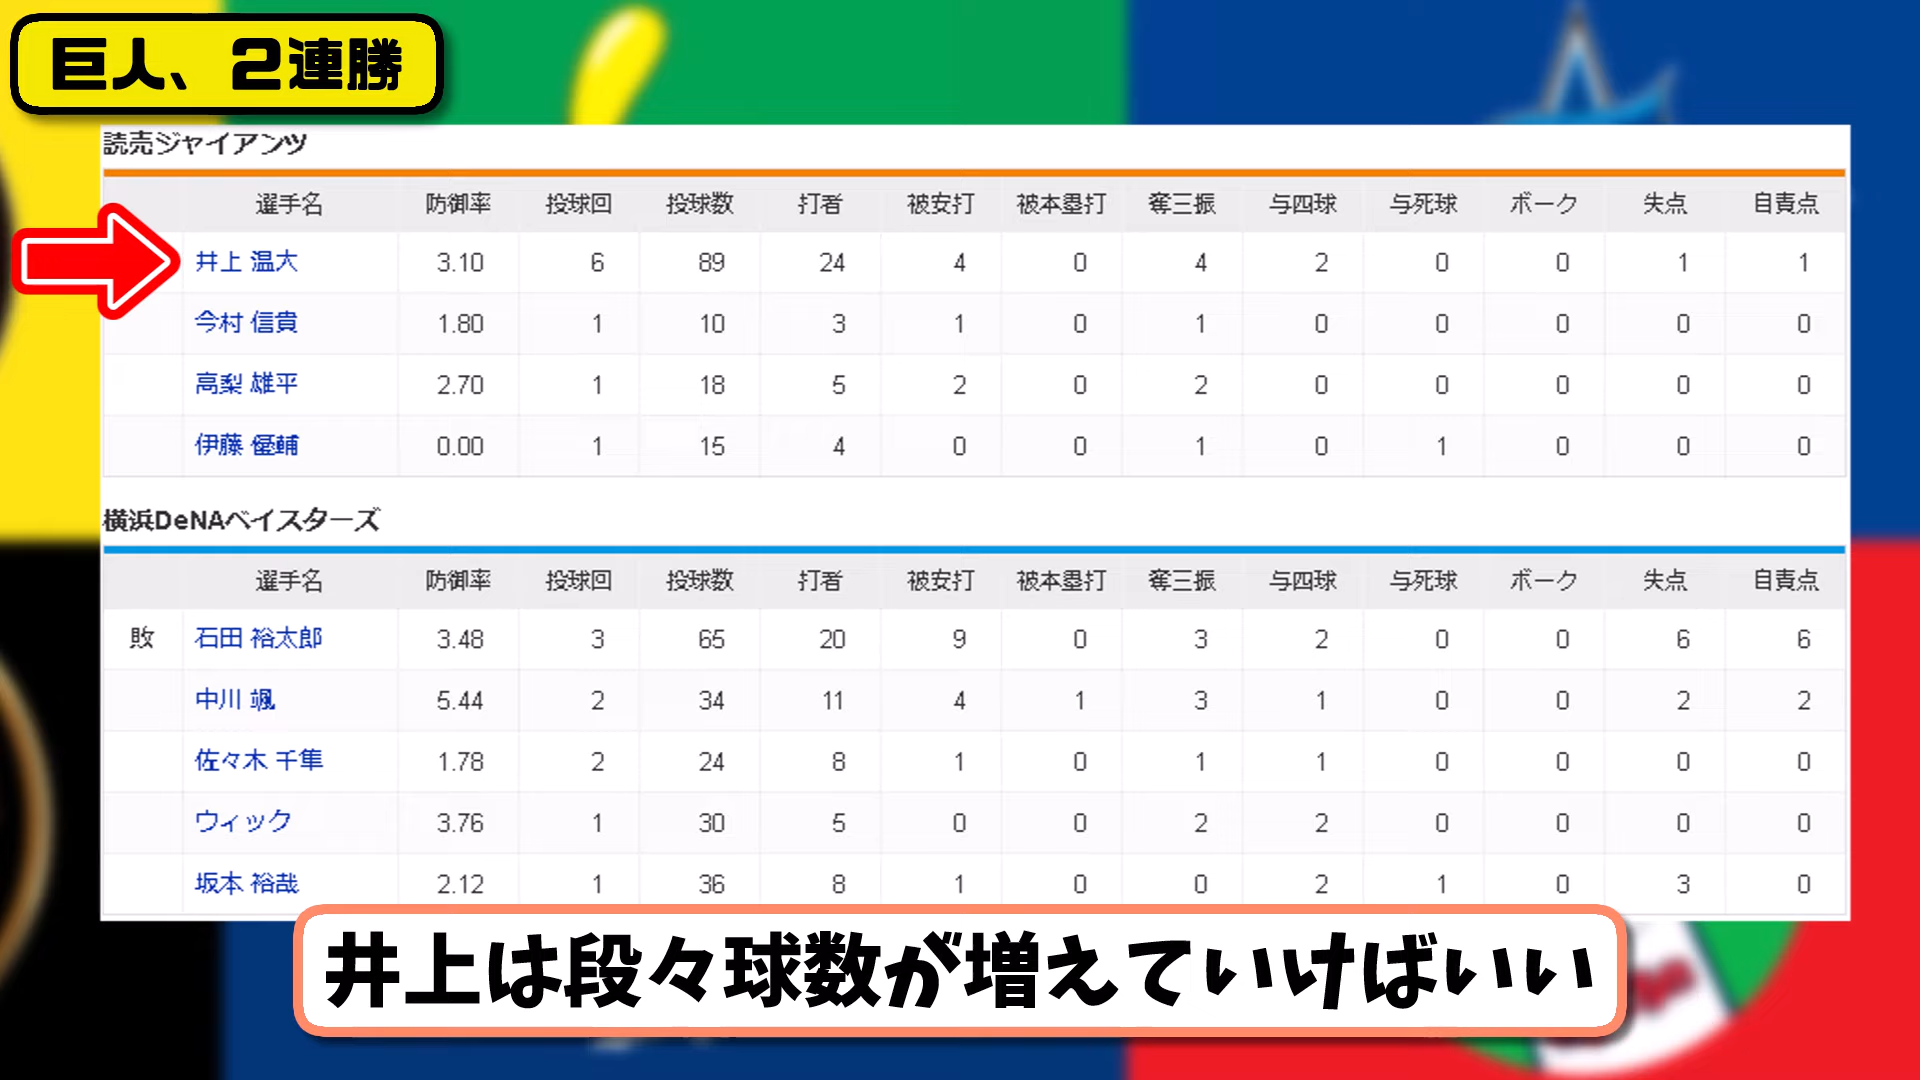 巨人、2連勝
読売ジャイアンツ
選手名 防御率 投球回 投球数 打者 被安打 被本塁打 奪三振 与四球 与死球 ボーク 失点 自責点
井上 温大 3.10 6 89 24 4 0 4 2 0 0 1 1
今村 信貴 1.80 1 10 3 1 0 1 0 0 0 0 0
高梨 雄平 2.70 1 18 5 2 0 2 0 0 0 0 0
伊藤 優輔 0.00 1 15 4 0 0 1 0 1 0 0 0
横浜DeNAベイスターズ
選手名 防御率 投球回 投球数 打者 被安打 被本塁打 奪三振 与四球 与死球 ボーク 失点 自責点
敗 石田 裕太郎 3.48 3 65 20 9 0 3 2 0 0 6 6
中川 颯 5.44 2 34 11 4 1 3 1 0 0 2 2
佐々木 千隼 1.78 2 24 8 1 0 1 1 0 0 0 0
ウィック 3.76 1 30 5 0 0 2 2 0 0 0 0
坂本 裕哉 2.12 1 36 8 1 0 0 2 1 0 3 0
井上は段々球数が増えていけばいい